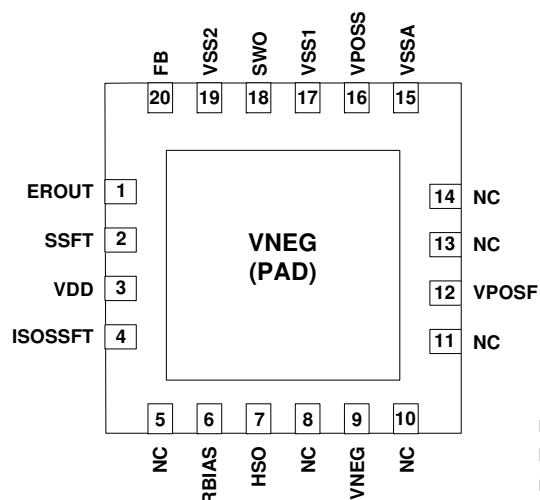 FB
VSS2
SWO
VSS1
VPOSS
VSSA
20
19
18
17
16
15
EROUT 1
SSFT 2
VDD 3
ISOSSFT 4
VNEG
(PAD)
14 NC
13 NC
12 VPOSF
11 NC
5
6
7
8
9
10
NC
RBIAS
HSO
NC
VNEG
NC